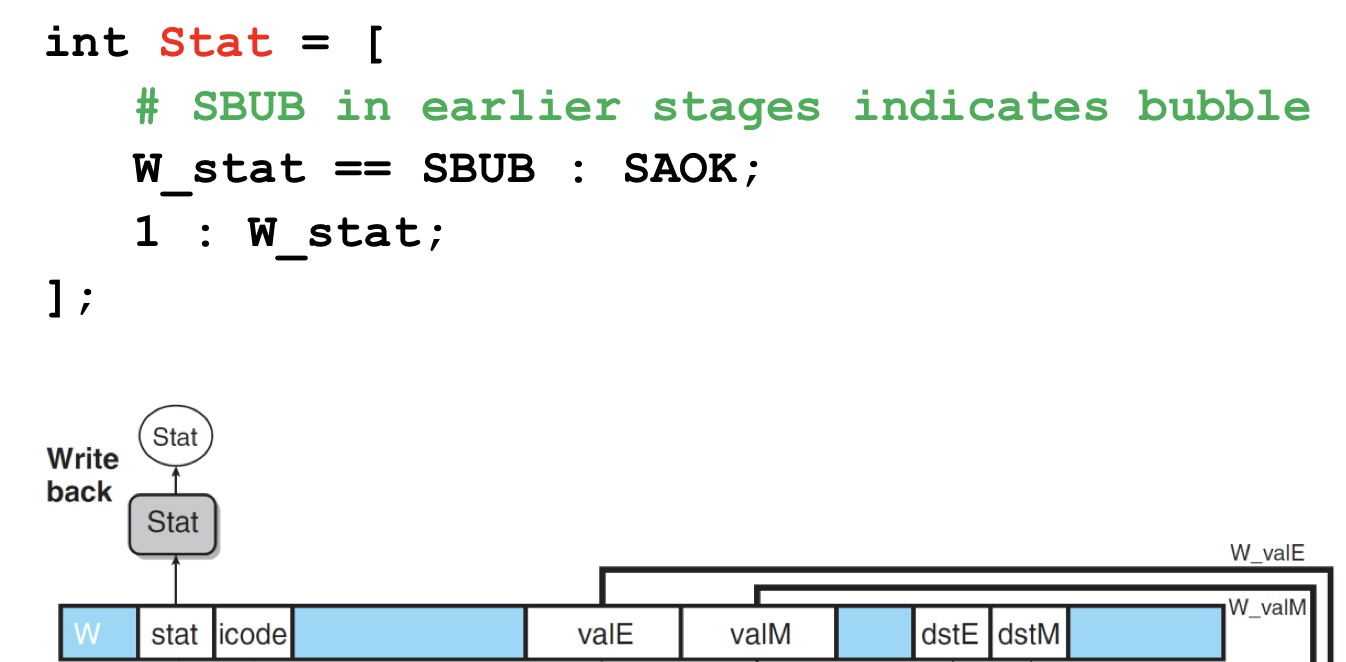 int Stat = [
# SBUB in earlier stages indicates bubble
W_stat == SBUB : SAOK;
1 : W_stat;
];
Stat
Write
back
Stat
W_valE
W_valM
W stat icode valE valM dstE dstM